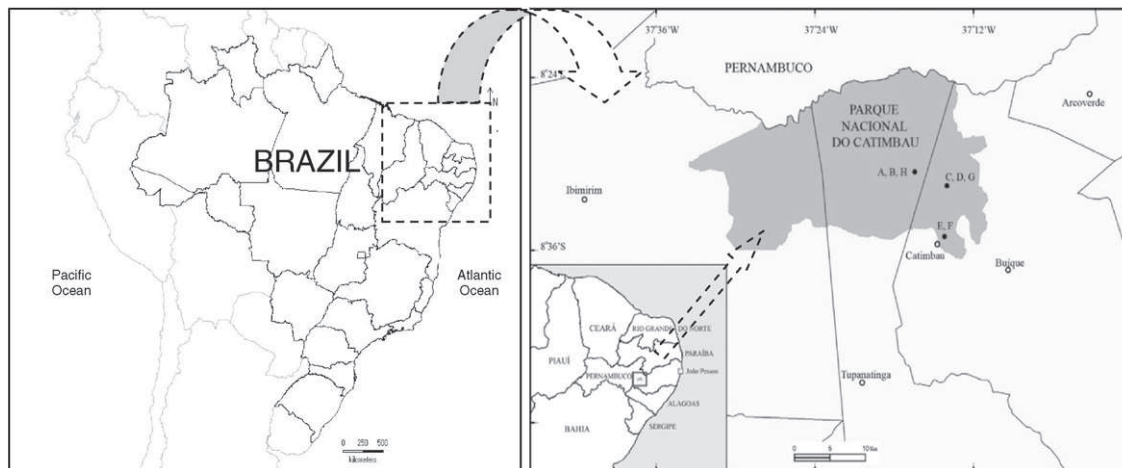 BRAZIL
Pacific
Ocean
Atlantic
Ocean
N
0 250 500
kilometers
37°36'W
37°24'W
37°12'W
8°24'
8°36'S
PERNAMBUCO
PARQUE
NACIONAL
DO CATIMBAU
Arcoverde
A, B, H
C, D, G
Ibimirim
E, F
Catimbau
Buíque
Tupanatinga
0 5 10 Km
CEARÁ
RIO GRANDE DO NORTE
PARAÍBA
João Pessoa
PIAUÍ
PERNAMBUCO
ALAGOAS
SERGIPE
BAHIA